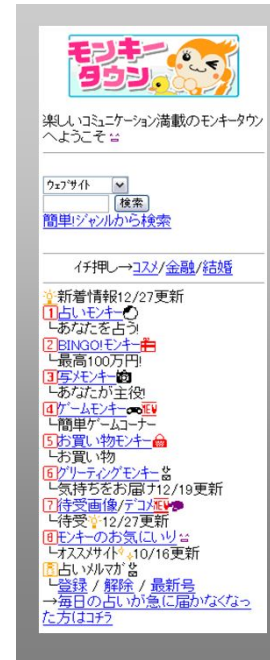 モンキー
タウン
楽しいコミュニケーション満載のモンキータウン
へようこそ
ｳｪﾌﾞｻｲﾄ
検索
簡単!ｼﾞｬﾝﾙから検索
イチ押し→ｺｽﾒ/金融/結婚
新着情報12/27更新
1占いモンキー
└あなたを占う!
2BINGO!モンキー
└最高100万円!
3写メモンキー
└あなたが主役!
4ｹﾞｰﾑモンキーNEW
└簡単ゲームコーナー
5お買い物モンキー
└お買い物
6ｸﾞﾘｰﾃｨﾝｸﾞモンキー
└気持ちをお届け12/19更新
7待受画像/ﾃﾞｺﾒNEW
└待受 12/27更新
8モンキーのお気にいり
└ｵｽｽﾒｻｲﾄ 10/16更新
占いメルマガ
└登録 / 解除 / 最新号
→毎日の占いが急に届かなくなっ
た方はｺﾁﾗ